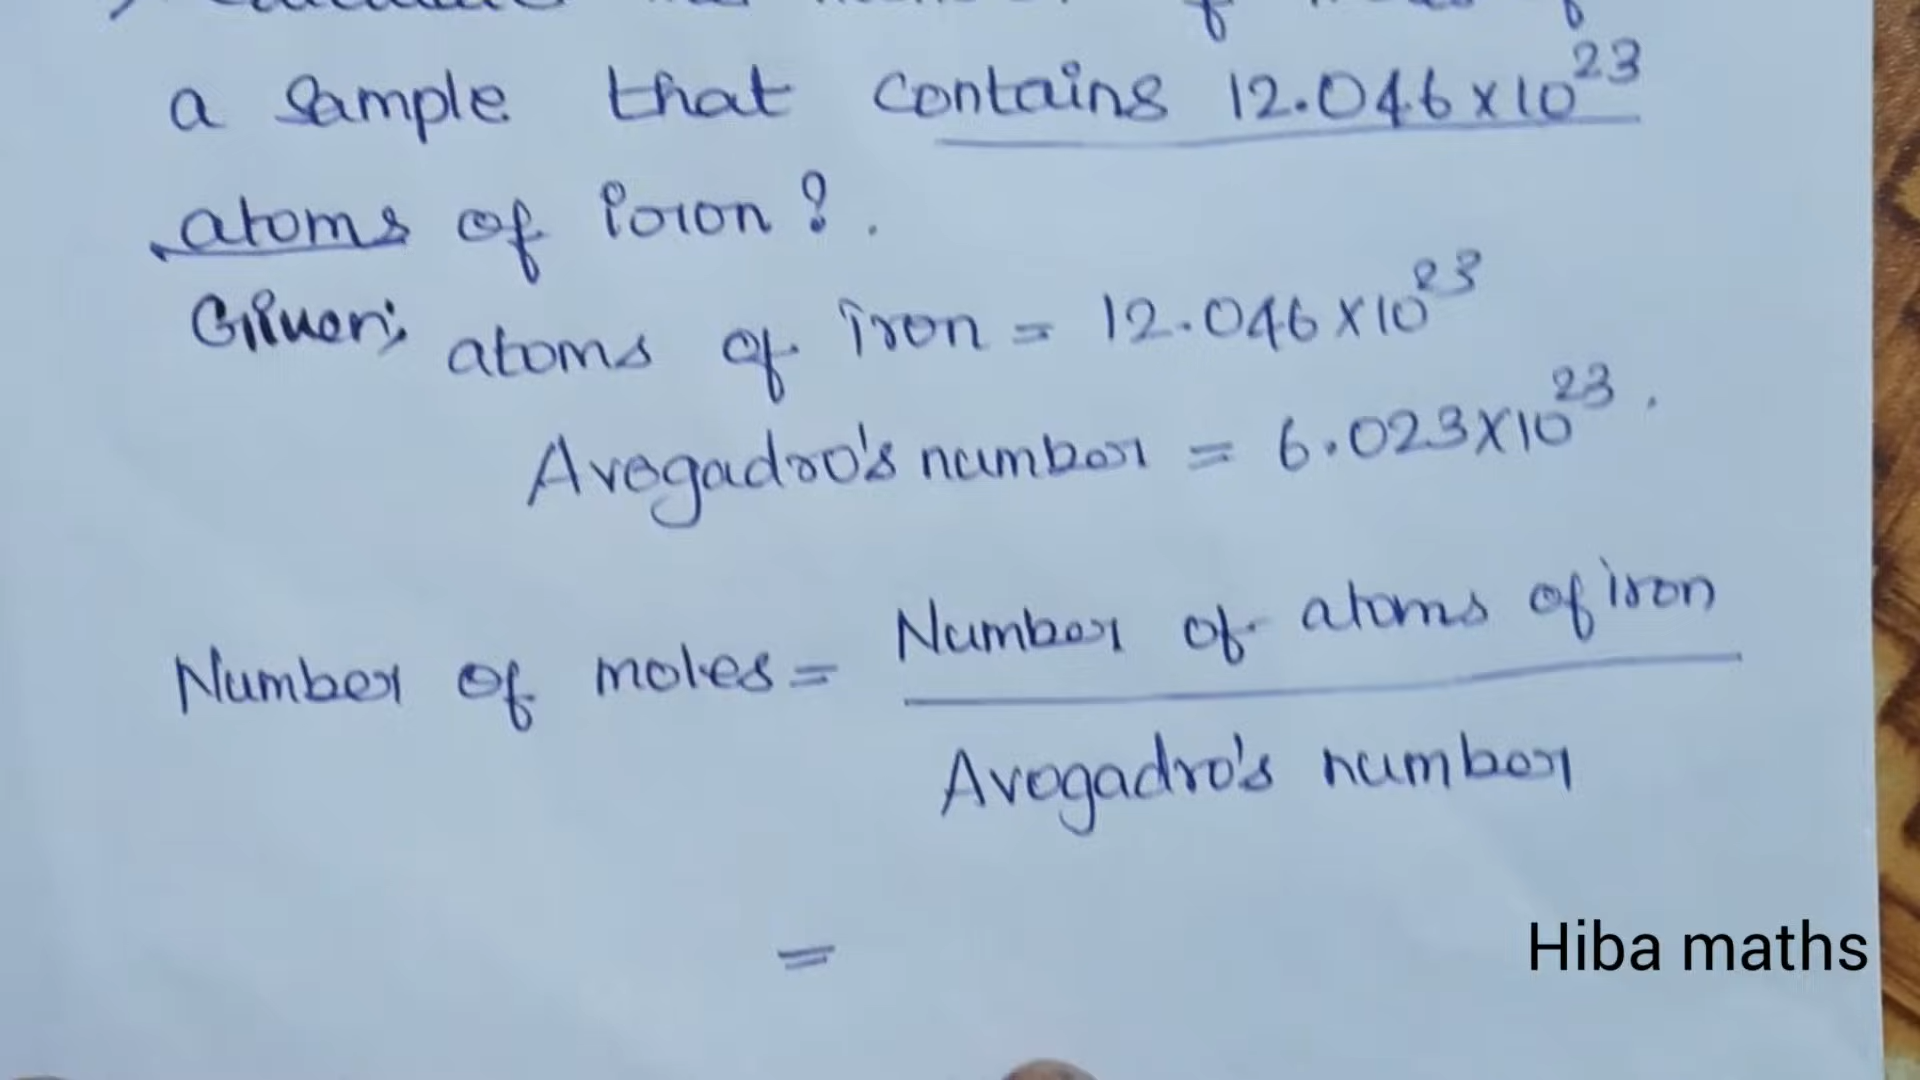 a sample that contains 12.046×10²³
atoms of iron?.
Given; atoms of iron = 12.046×10²³
Avogadro's number = 6.023×10²³.
Number of moles = Number of atoms of iron
Avogadro's number
=
Hiba maths